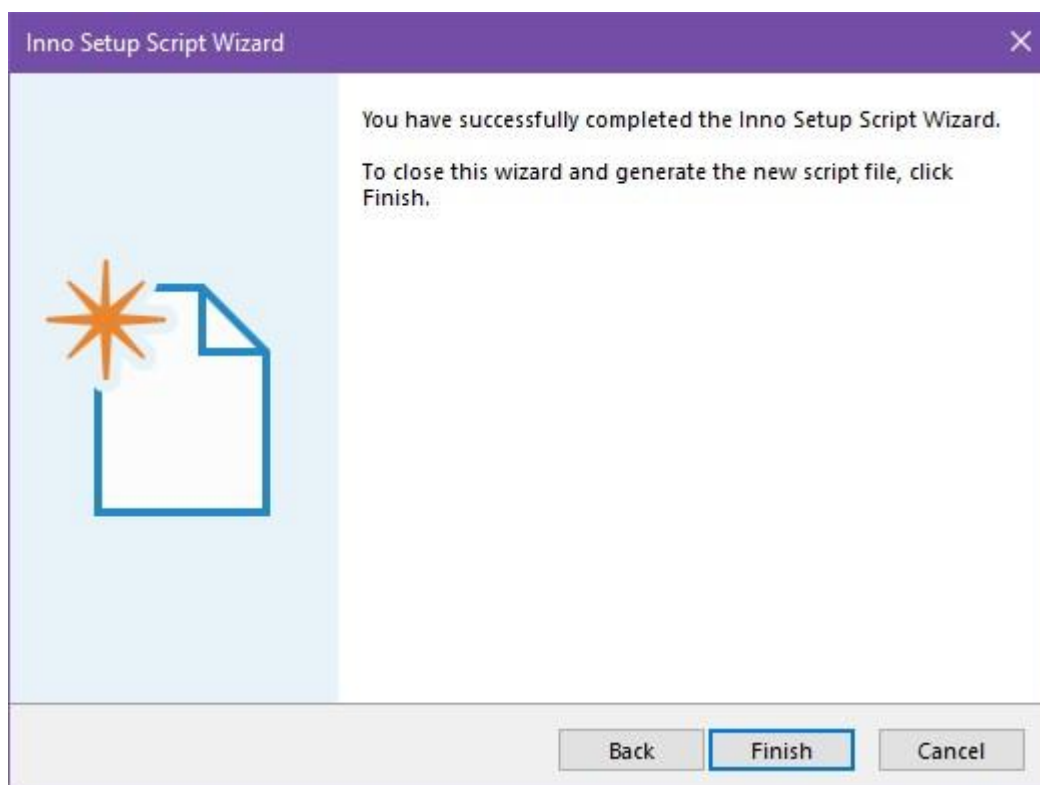 Inno Setup Script Wizard
You have successfully completed the Inno Setup Script Wizard.
To close this wizard and generate the new script file, click
Finish.
Back
Finish
Cancel